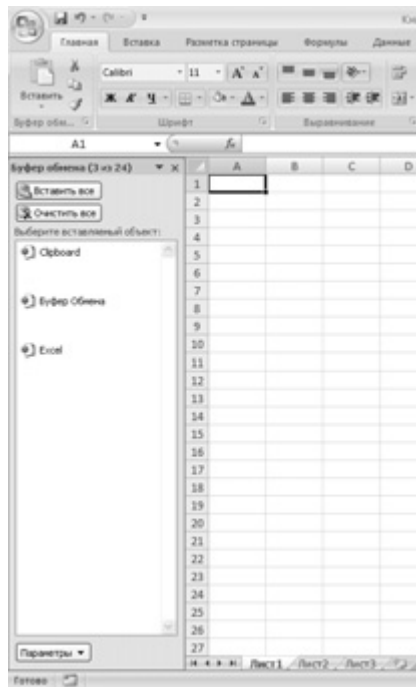 Главная Вставка Разметка страницы Формулы Данные
Вставить
Calibri 11 A A
Ж К Ч А
Буфер обм... Шрифт Выравнивание
A1 fx
Буфер обмена (3 из 24)
Вставить все
Очистить все
Выберите вставляемый объект:
Clipboard
Буфер Обмена
Excel
A B C D
1
2
3
4
5
6
7
8
9
10
11
12
13
14
15
16
17
18
19
20
21
22
23
24
25
26
27
Параметры
Лист1 Лист2 Лист3
Готово